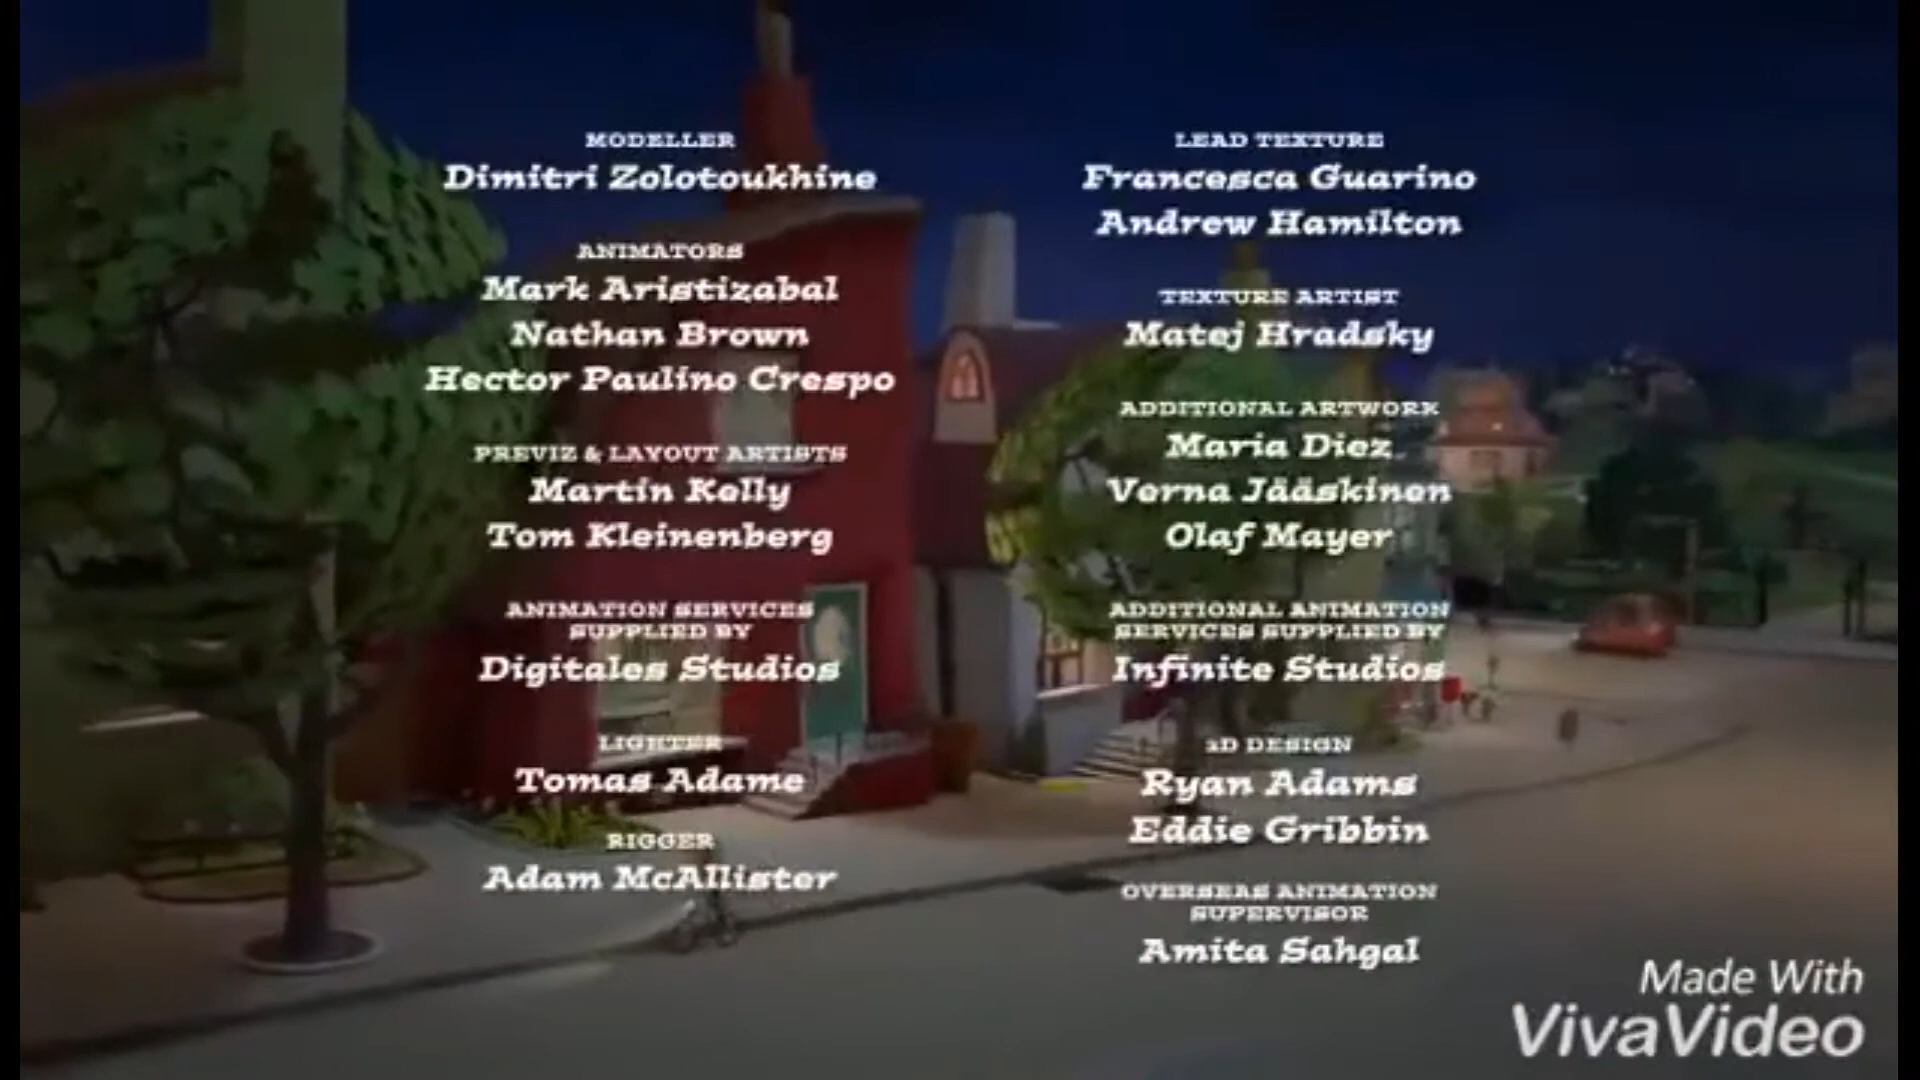 MODELLER
Dimitri Zolotoukhine
ANIMATORS
Mark Aristizabal
Nathan Brown
Hector Paulino Crespo
PREVIZ & LAYOUT ARTISTS
Martin Kelly
Tom Kleinenberg
ANIMATION SERVICES
SUPPLIED BY
Digitales Studios
LIGHTER
Tomas Adame
RIGGER
Adam McAllister
LEAD TEXTURE
Francesca Guarino
Andrew Hamilton
TEXTURE ARTIST
Matej Hradsky
ADDITIONAL ARTWORK
Maria Diez
Verna Jääskinen
Olaf Mayer
ADDITIONAL ANIMATION
SERVICES SUPPLIED BY
Infinite Studios
2D DESIGN
Ryan Adams
Eddie Gribbin
OVERSEAS ANIMATION
SUPERVISOR
Amita Sahgal
Made With
VivaVideo